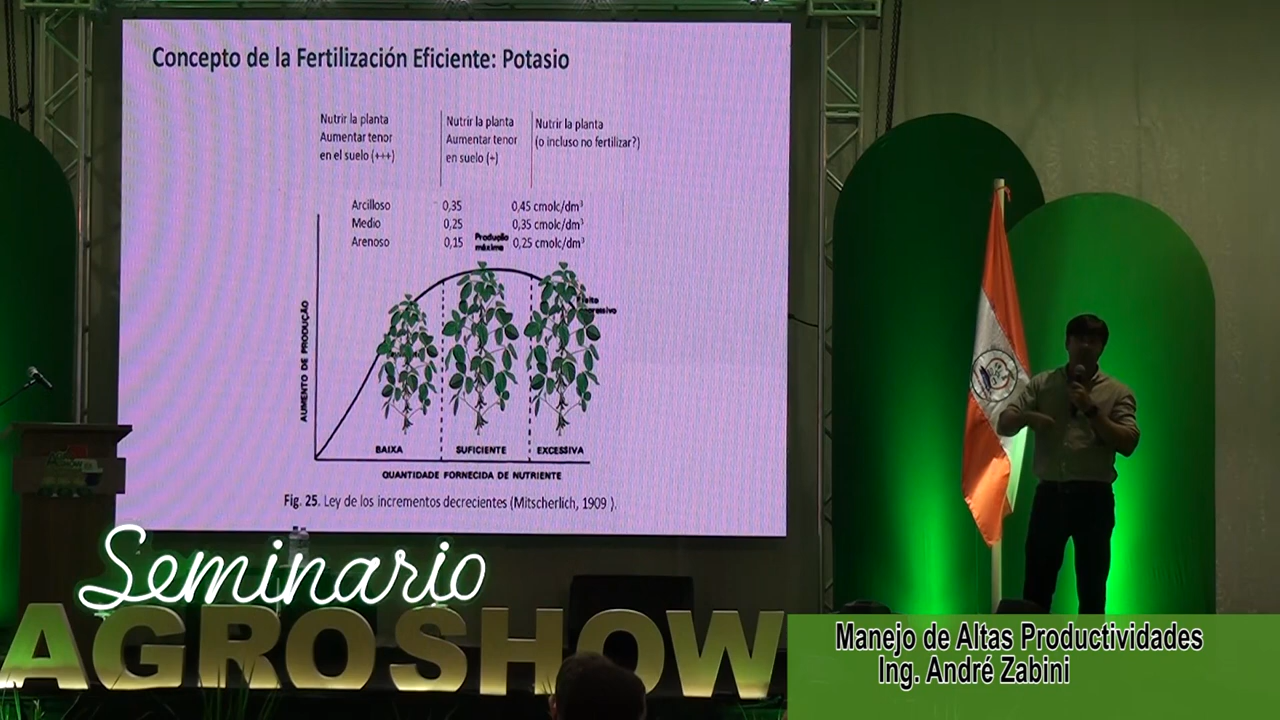 Concepto de la Fertilización Eficiente: Potasio
Nutrir la planta
Aumentar tenor
en el suelo (+++)
Nutrir la planta
Aumentar tenor
en suelo (+)
Nutrir la planta
(o incluso no fertilizar?)
Arcilloso 0,35 0,45 cmolc/dm³
Medio 0,25 0,35 cmolc/dm³
Arenoso 0,15 0,25 cmolc/dm³
Produção
máxima
AUMENTO DE PRODUÇÃO
BAIXA SUFICIENTE EXCESSIVA
QUANTIDADE FORNECIDA DE NUTRIENTE
Fig. 25. Ley de los incrementos decrecientes (Mitscherlich, 1909 ).
Seminario
AGROSHOW
Manejo de Altas Productividades
Ing. André Zabini